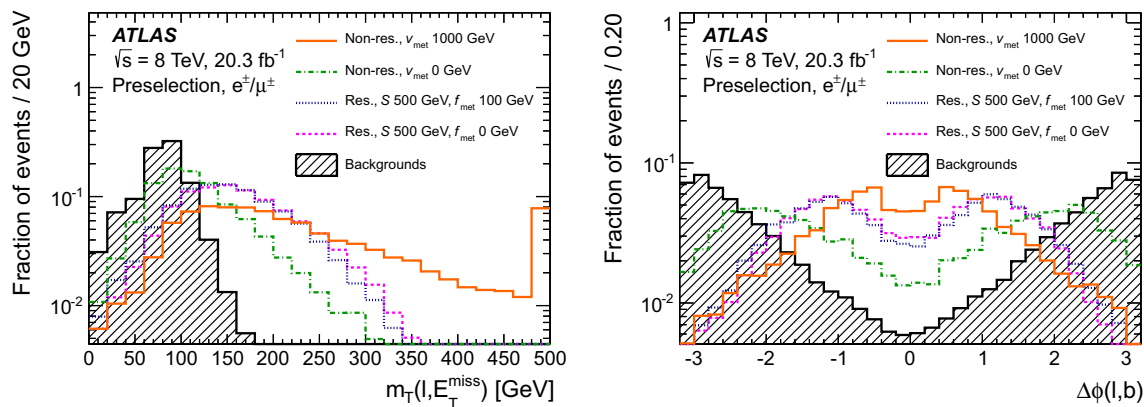 Fraction of events / 20 GeV
ATLAS
√s = 8 TeV, 20.3 fb⁻¹
Preselection, e±/μ±
Non-res., v_met 1000 GeV
Non-res., v_met 0 GeV
Res., S 500 GeV, f_met 100 GeV
Res., S 500 GeV, f_met 0 GeV
Backgrounds
1
10⁻¹
10⁻²
0 50 100 150 200 250 300 350 400 450 500
m_T(l,E_T^miss) [GeV]
Fraction of events / 0.20
ATLAS
√s = 8 TeV, 20.3 fb⁻¹
Preselection, e±/μ±
Non-res., v_met 1000 GeV
Non-res., v_met 0 GeV
Res., S 500 GeV, f_met 100 GeV
Res., S 500 GeV, f_met 0 GeV
Backgrounds
1
10⁻¹
10⁻²
-3 -2 -1 0 1 2 3
Δϕ(l,b)